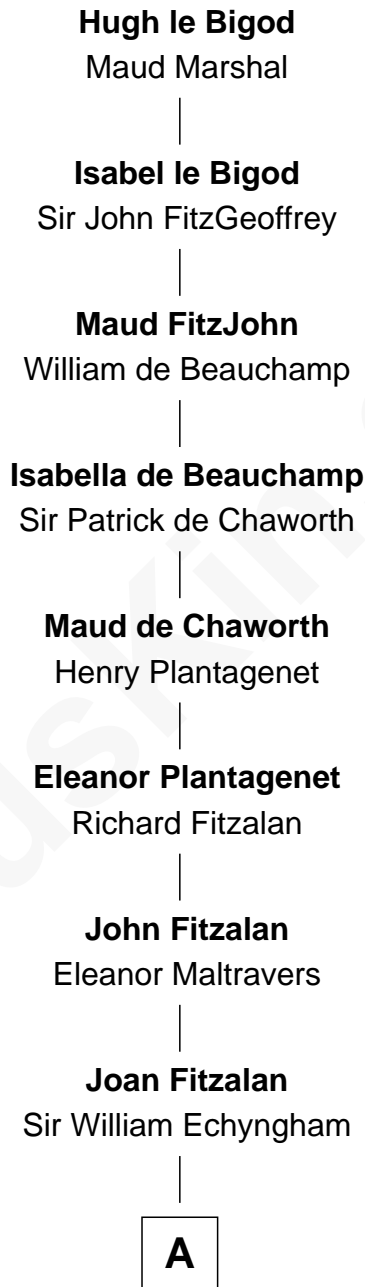 Hugh le Bigod
Maud Marshal
Isabel le Bigod
Sir John FitzGeoffrey
Maud FitzJohn
William de Beauchamp
Isabella de Beauchamp
Sir Patrick de Chaworth
Maud de Chaworth
Henry Plantagenet
Eleanor Plantagenet
Richard Fitzalan
John Fitzalan
Eleanor Maltravers
Joan Fitzalan
Sir William Echyngham
A